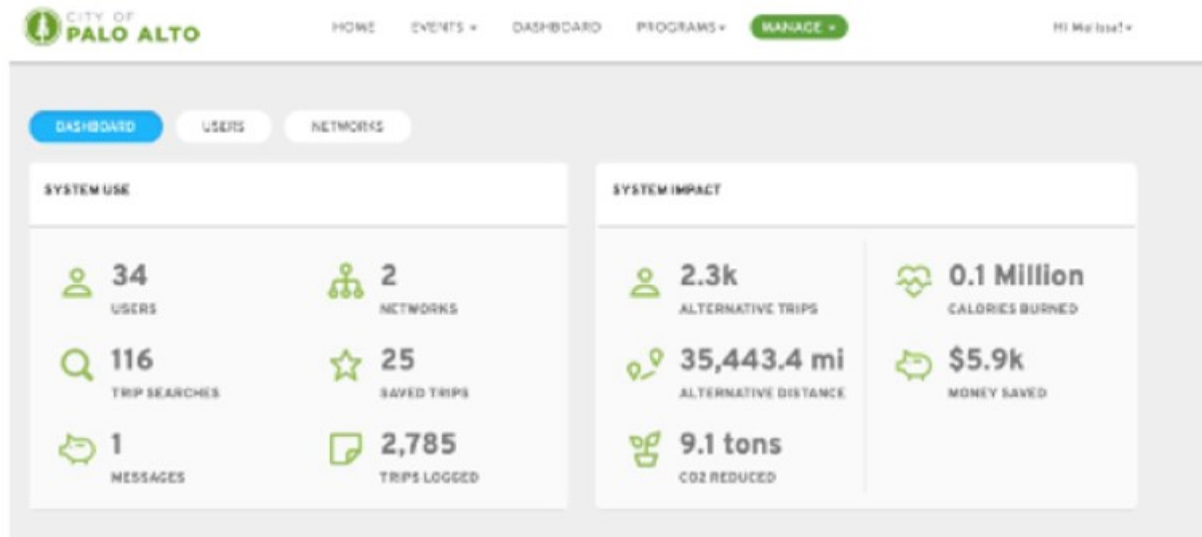 CITY OF
PALO ALTO
HOME EVENTS DASHBOARD PROGRAMS MANAGE Hi Melissa!
DASHBOARD USERS NETWORKS
SYSTEM USE
34
USERS
2
NETWORKS
116
TRIP SEARCHES
25
SAVED TRIPS
1
MESSAGES
2,785
TRIPS LOGGED
SYSTEM IMPACT
2.3k
ALTERNATIVE TRIPS
0.1 Million
CALORIES BURNED
35,443.4 mi
ALTERNATIVE DISTANCE
$5.9k
MONEY SAVED
9.1 tons
CO2 REDUCED